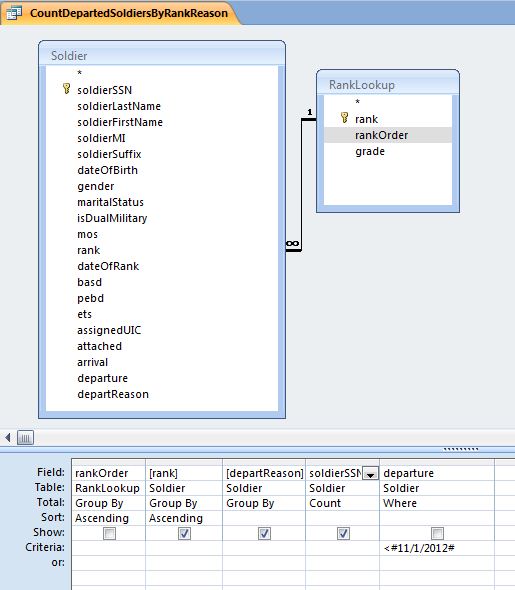 CountDepartedSoldiersByRankReason
Soldier
*
soldierSSN
soldierLastName
soldierFirstName
soldierMI
soldierSuffix
dateOfBirth
gender
maritalStatus
isDualMilitary
mos
rank
dateOfRank
basd
pebd
ets
assignedUIC
attached
arrival
departure
departReason
1
∞
RankLookup
*
rank
rankOrder
grade
Field: rankOrder [rank] [departReason] soldierSSN departure
Table: RankLookup Soldier Soldier Soldier Soldier
Total: Group By Group By Group By Count Where
Sort: Ascending Ascending
Show:
Criteria: <#11/1/2012#
or: